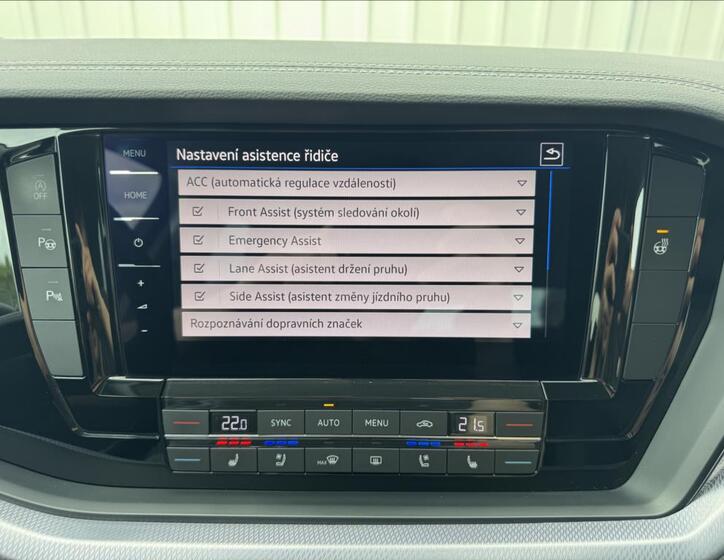 MENU
Nastavení asistence řidiče
HOME
ACC (automatická regulace vzdálenosti)
Front Assist (systém sledování okolí)
Emergency Assist
Lane Assist (asistent držení pruhu)
Side Assist (asistent změny jízdního pruhu)
Rozpoznávání dopravních značek
+
-
A
OFF
P
P
22.0
SYNC
AUTO
MENU
21.5
MAX